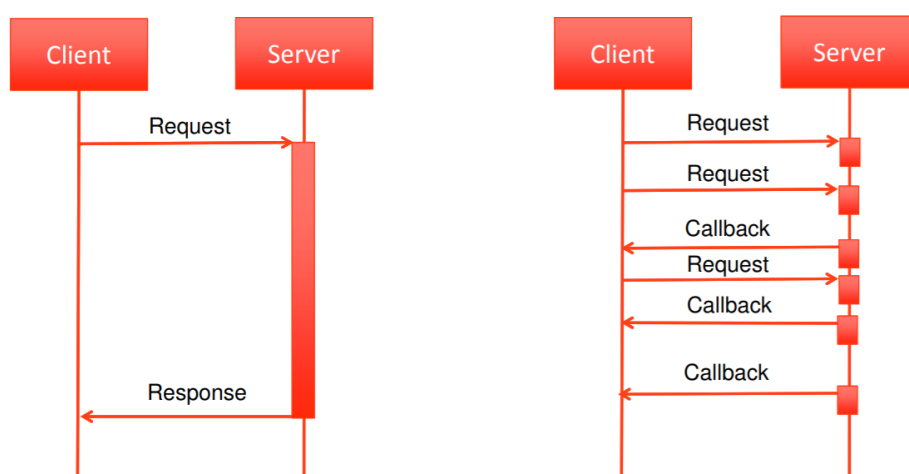 Client
Server
Request
Response
Client
Server
Request
Request
Callback
Request
Callback
Callback